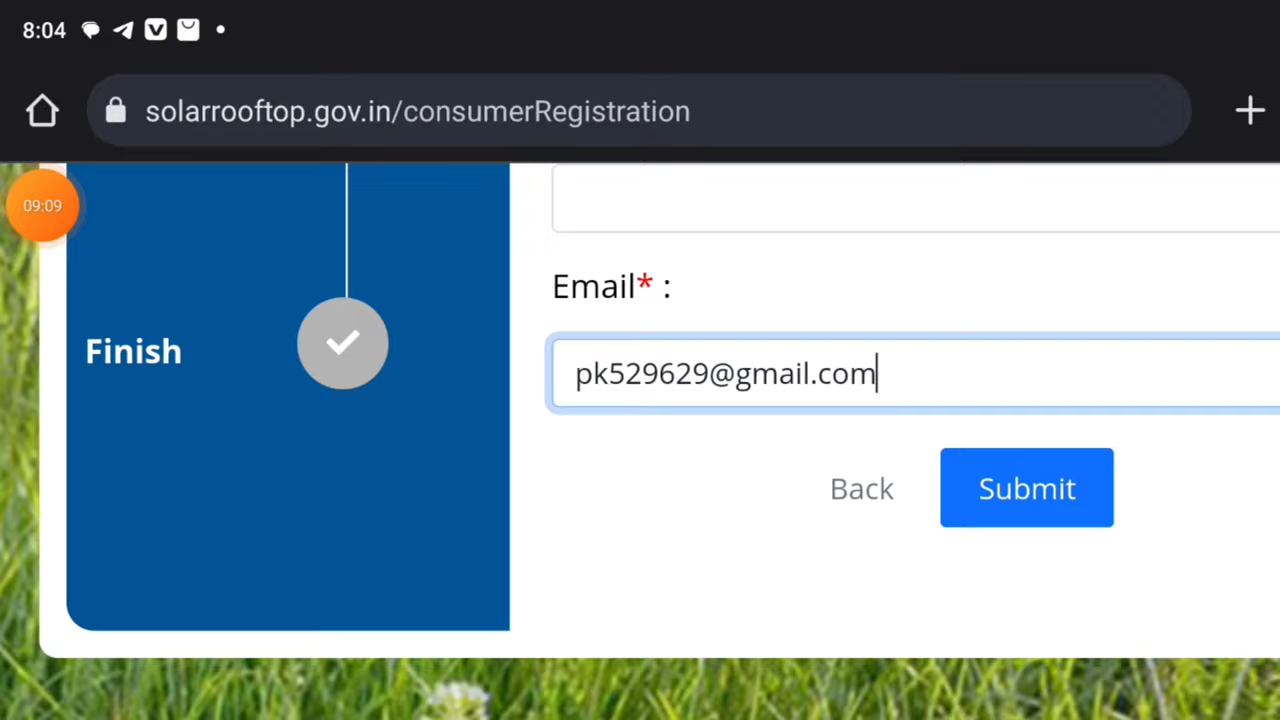 8:04
solarrooftop.gov.in/consumerRegistration
09:09
Email* :
Finish
pk529629@gmail.com
Back
Submit